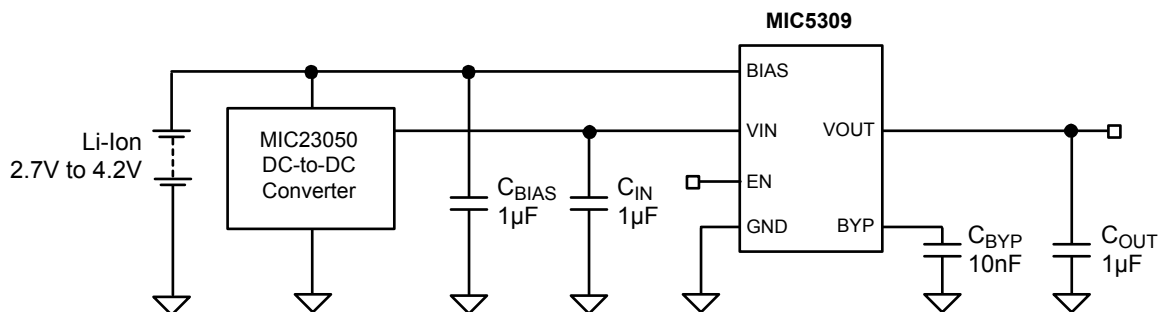 MIC5309
BIAS
Li-Ion
2.7V to 4.2V
MIC23050
DC-to-DC
Converter
VIN
VOUT
EN
GND
BYP
CBIAS
1µF
CIN
1µF
CBYP
10nF
COUT
1µF